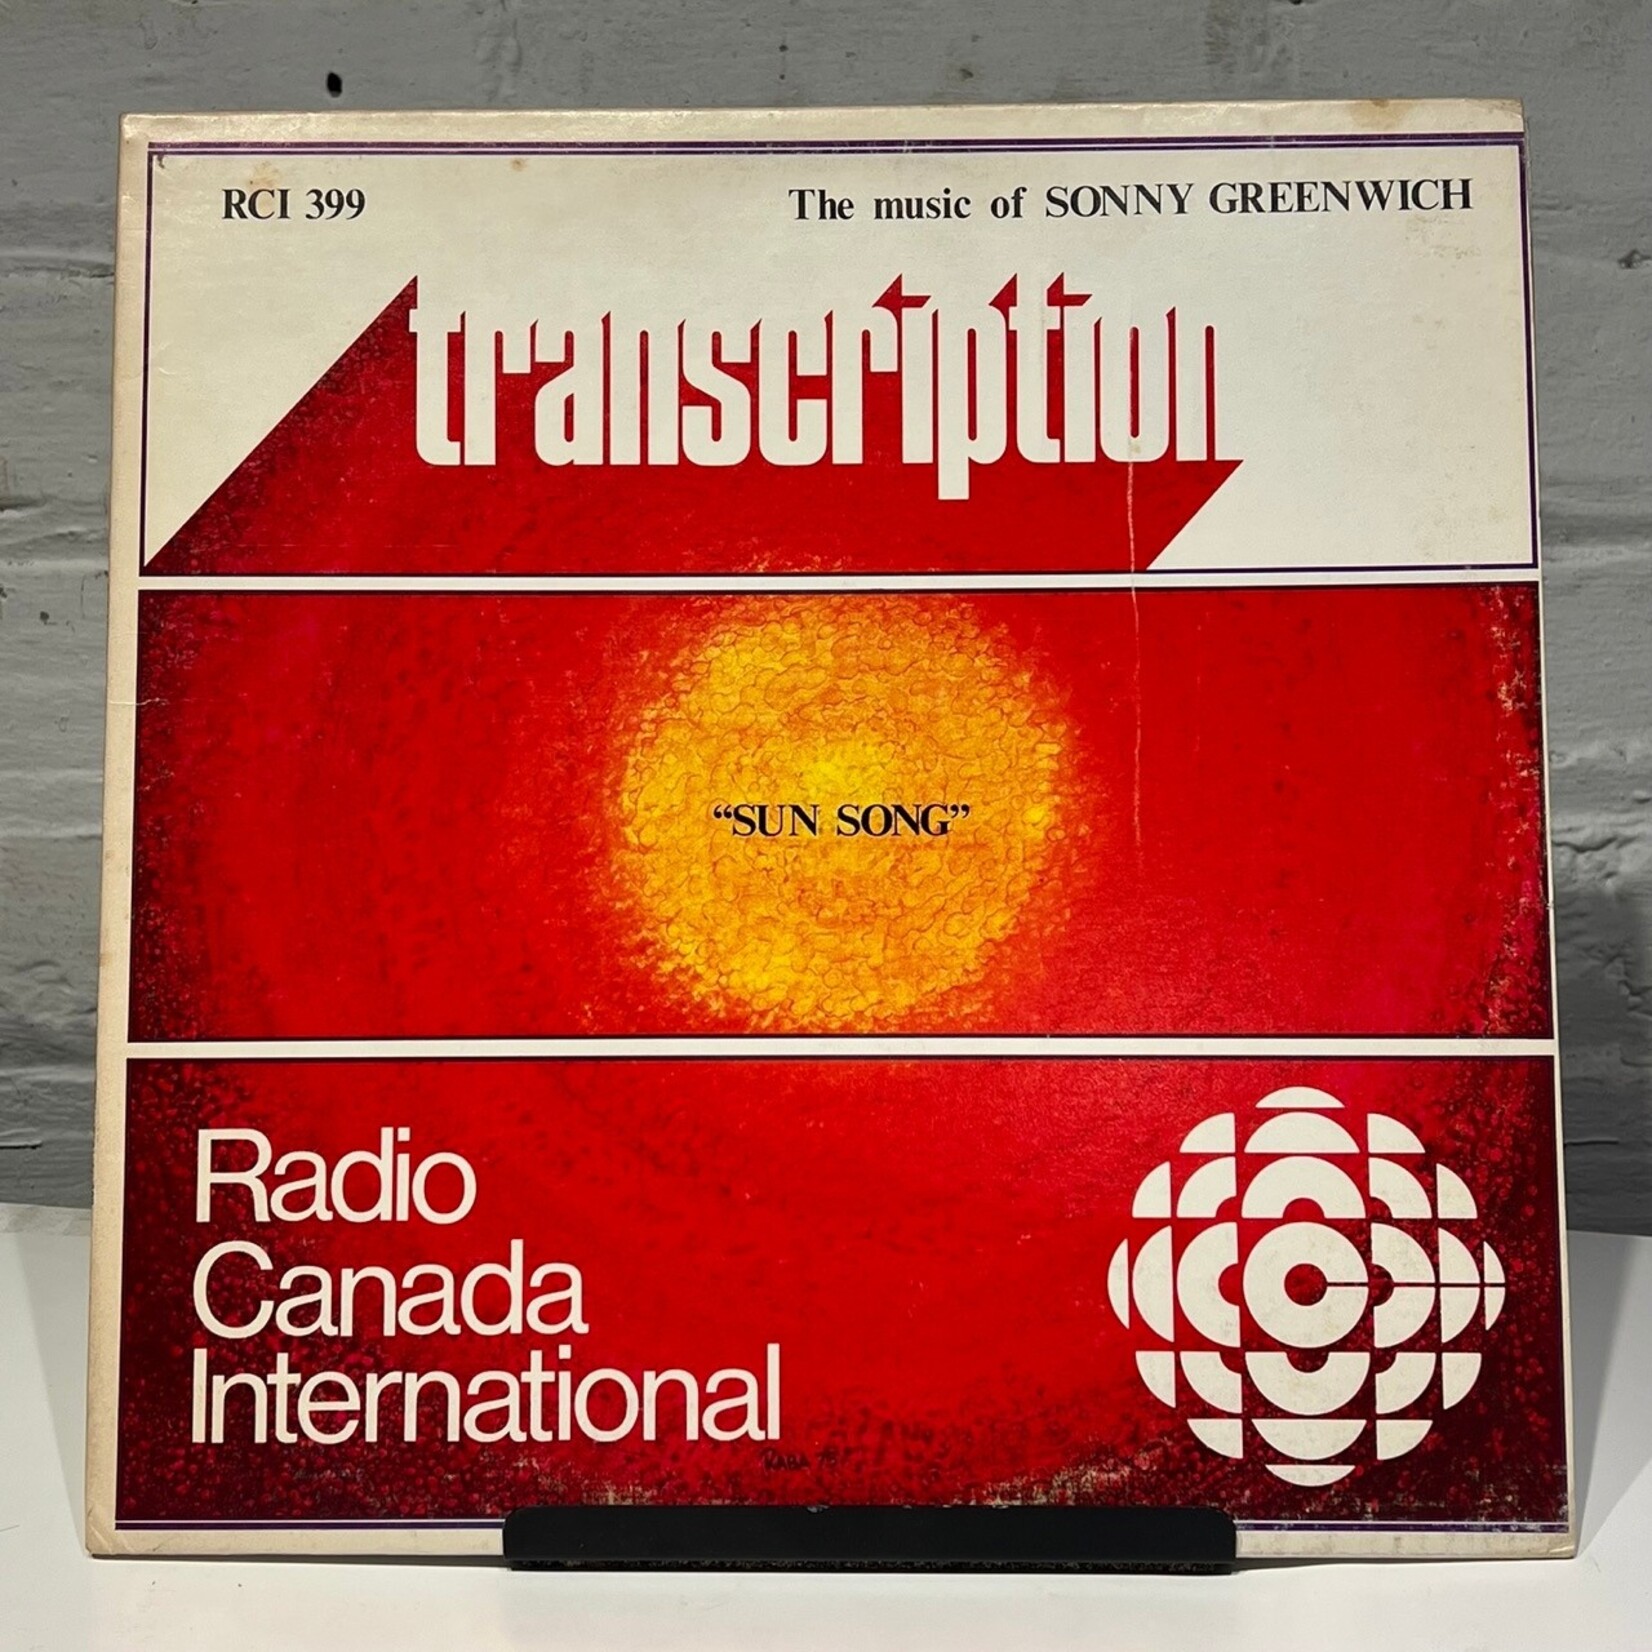 RCI 399
The music of SONNY GREENWICH
transcription
“SUN SONG”
Radio
Canada
International